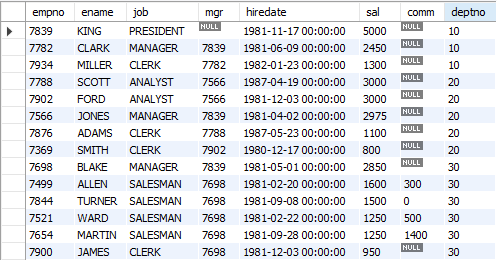 empno ename job mgr hiredate sal comm deptno
7839 KING PRESIDENT NULL 1981-11-17 00:00:00 5000 NULL 10
7782 CLARK MANAGER 7839 1981-06-09 00:00:00 2450 NULL 10
7934 MILLER CLERK 7782 1982-01-23 00:00:00 1300 NULL 10
7788 SCOTT ANALYST 7566 1987-04-19 00:00:00 3000 NULL 20
7902 FORD ANALYST 7566 1981-12-03 00:00:00 3000 NULL 20
7566 JONES MANAGER 7839 1981-04-02 00:00:00 2975 NULL 20
7876 ADAMS CLERK 7788 1987-05-23 00:00:00 1100 NULL 20
7369 SMITH CLERK 7902 1980-12-17 00:00:00 800 NULL 20
7698 BLAKE MANAGER 7839 1981-05-01 00:00:00 2850 NULL 30
7499 ALLEN SALESMAN 7698 1981-02-20 00:00:00 1600 300 30
7844 TURNER SALESMAN 7698 1981-09-08 00:00:00 1500 0 30
7521 WARD SALESMAN 7698 1981-02-22 00:00:00 1250 500 30
7654 MARTIN SALESMAN 7698 1981-09-28 00:00:00 1250 1400 30
7900 JAMES CLERK 7698 1981-12-03 00:00:00 950 NULL 30